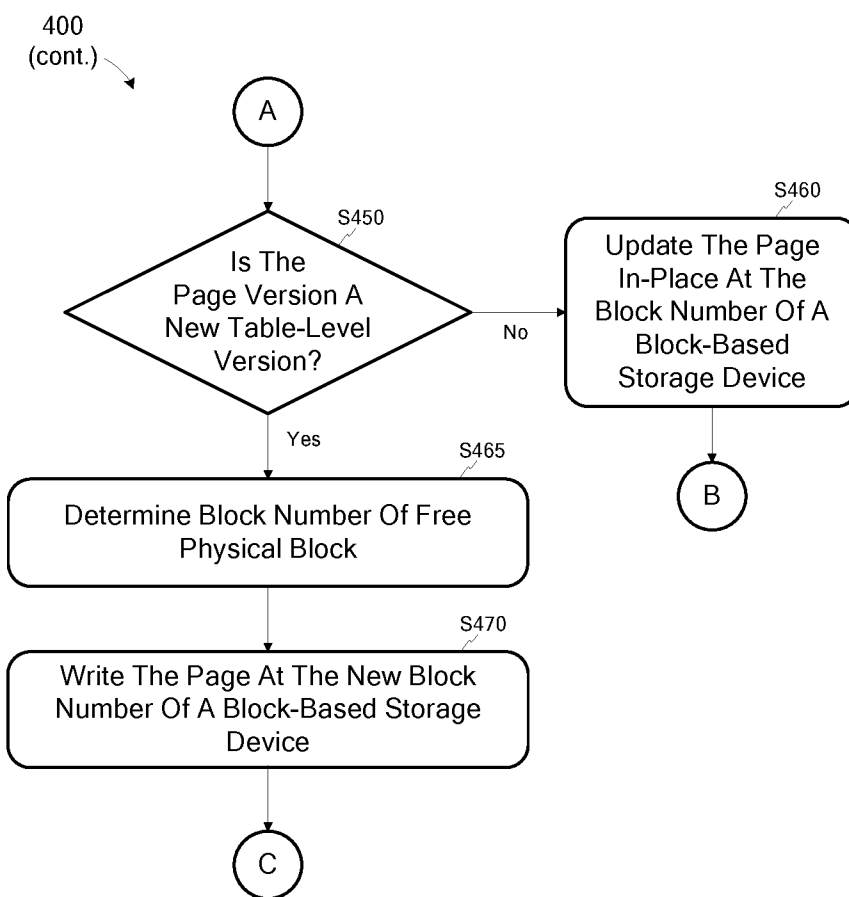 400
(cont.)
A
S450
Is The
Page Version A
New Table-Level
Version?
No
S460
Update The Page
In-Place At The
Block Number Of A
Block-Based
Storage Device
B
Yes
S465
Determine Block Number Of Free
Physical Block
S470
Write The Page At The New Block
Number Of A Block-Based Storage
Device
C